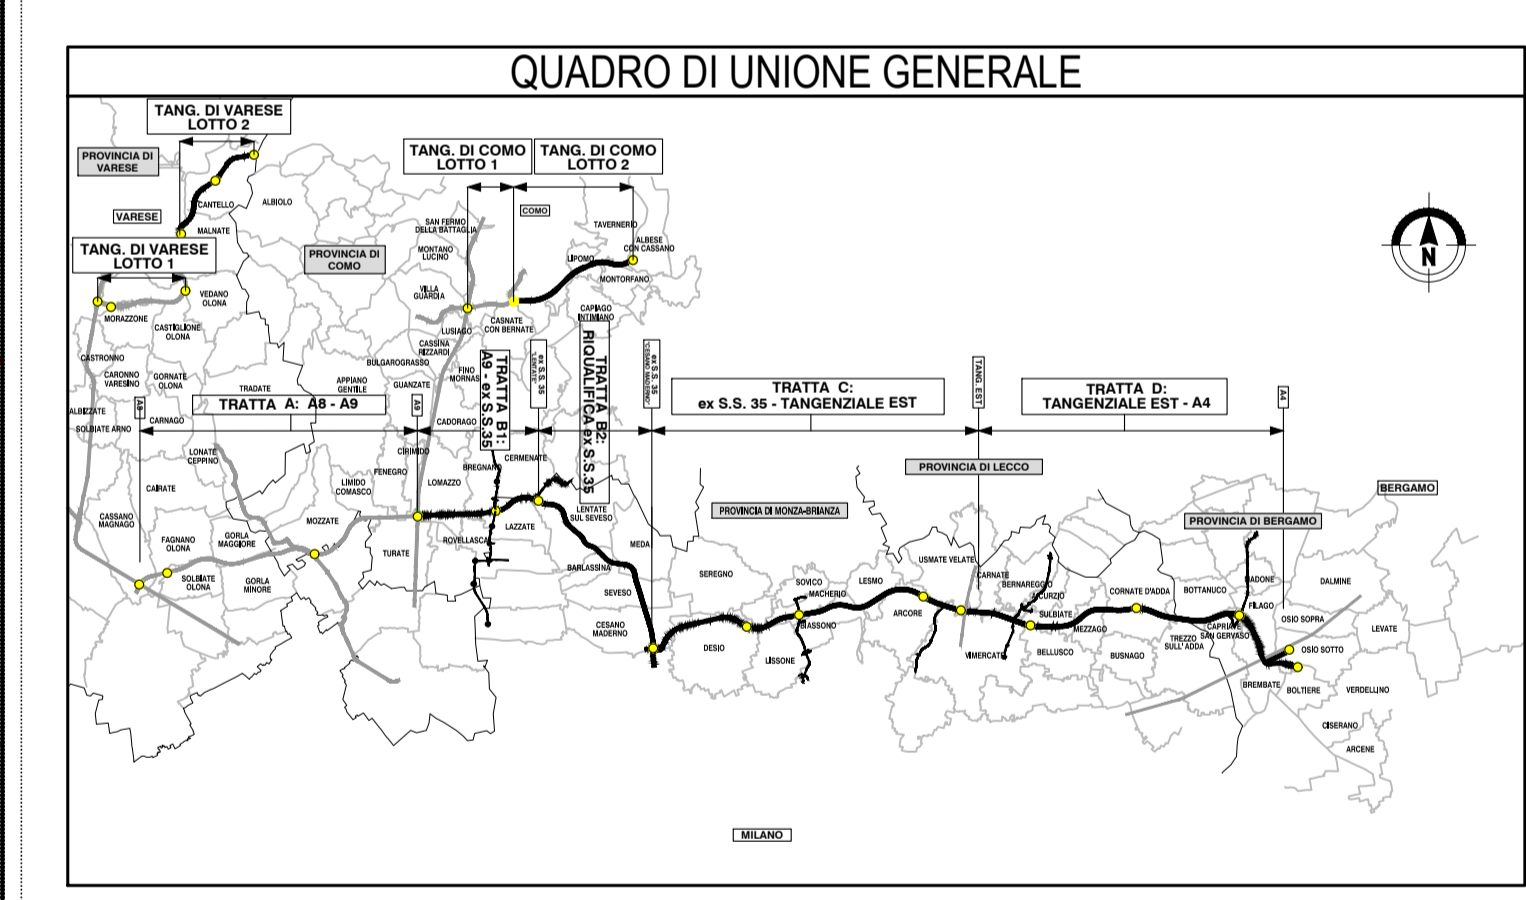 QUADRO DI UNIONE GENERALE
TANG. DI VARESE
LOTTO 2
PROVINCIA DI
VARESE
TANG. DI COMO
LOTTO 1
TANG. DI COMO
LOTTO 2
CANTELLO
ALBIOLO
VARESE
MALNATE
COMO
SAN FERMO
DELLA BATTAGLIA
TAVERNERIO
ALBESE
CON CASSANO
TANG. DI VARESE
LOTTO 1
PROVINCIA DI
COMO
MONTANO
LUCINO
LIPOMO
MONTORFANO
N
VILLA
GUARDIA
VEDANO
OLONA
MORAZZONE
CASTIGLIONE
OLONA
LUSIAGO
CASNATE
CON BERNATE
CAPIAGO
INTIMIANO
CASTRONNO
CASSINA
RIZZARDI
BULGAROGRASSO
CARONNO
VARESINO
GORNATE
OLONA
TRADATE
APPIANO
GENTILE
GUANZATE
FINO
MORNAS
TRATTA B1:
A9 - ex S.S.35
ex S.S. 35
"LENTATE"
TRATTA B2:
RIQUALIFICA ex S.S.35
ex S.S. 35
"CESANO MADERNO"
TRATTA C:
ex S.S. 35 - TANGENZIALE EST
TANG. EST
TRATTA D:
TANGENZIALE EST - A4
A4
ALBIZZATE
A8
TRATTA A: A8 - A9
A9
SOLBIATE ARNO
CARNAGO
CADORAGO
LONATE
CEPPINO
CIRIMIDO
FENEGRO
BREGNANO
CERMENATE
PROVINCIA DI LECCO
CAIRATE
LIMIDO
COMASCO
LOMAZZO
BERGAMO
CASSANO
MAGNAGO
MOZZATE
LAZZATE
LENTATE
SUL SEVESO
PROVINCIA DI MONZA-BRIANZA
PROVINCIA DI BERGAMO
FAGNANO
OLONA
GORLA
MAGGIORE
TURATE
ROVELLASCA
MEDA
SOLBIATE
OLONA
GORLA
MINORE
BARLASSINA
SEREGNO
SOVICO
MACHERIO
LESMO
USMATE VELATE
CARNATE
BERNAREGGIO
CORNATE D'ADDA
BOTTANUCO
DALMINE
SEVESO
FILAGO
CESANO
MADERNO
BIASSONO
ARCORE
SULBIATE
MEZZAGO
OSIO SOPRA
LEVATE
DESIO
LISSONE
VIMERCATE
BELLUSCO
BUSNAGO
TREZZO
SULL' ADDA
SAN GERVASO
OSIO SOTTO
BREMBATE
BOLTIERE
VERDELLINO
CISERANO
ARCENE
MILANO